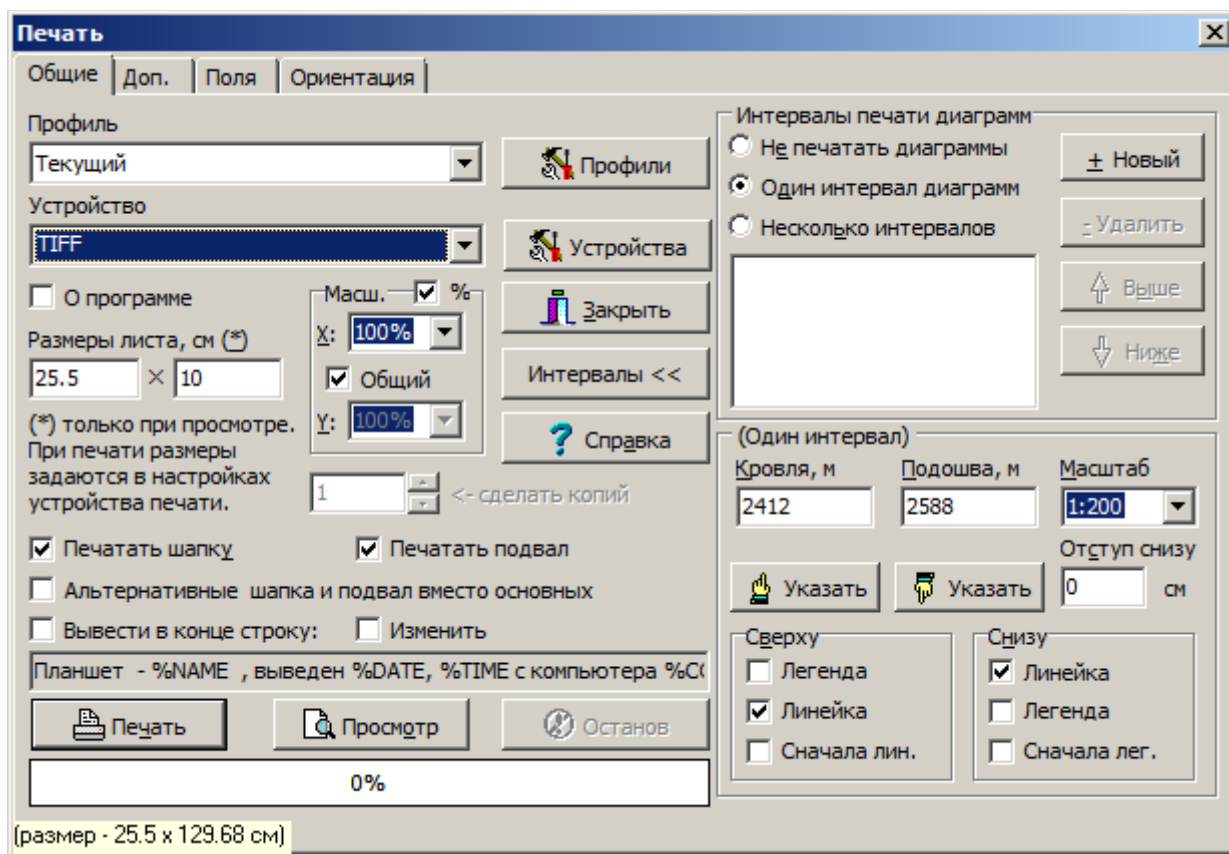 Печать
Общие Доп. Поля Ориентация
Профиль
Текущий
Профили
Устройство
TIFF
Устройства
О программе
Масш. %
X: 100%
Общий
Y: 100%
Закрыть
Размеры листа, см (*)
25.5 × 10
Интервалы <<
(*) только при просмотре.
При печати размеры
задаются в настройках
устройства печати.
Справка
1 <- сделать копий
Печатать шапку Печатать подвал
Альтернативные шапка и подвал вместо основных
Вывести в конце строку: Изменить
Планшет - %NAME , выведен %DATE, %TIME с компьютера
Печать Просмотр Останов
0%
(размер - 25.5 x 129.68 см)
Интервалы печати диаграмм
Не печатать диаграммы
Один интервал диаграмм
Несколько интервалов
± Новый
- Удалить
Выше
Ниже
(Один интервал)
Кровля, м Подошва, м Масштаб
2412 2588 1:200
Отступ снизу
Указать Указать 0 см
Сверху
Легенда
Линейка
Сначала лин.
Снизу
Линейка
Легенда
Сначала лег.